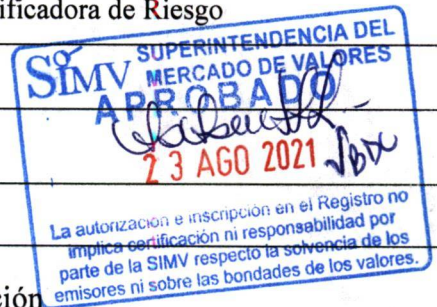 ificadora de Riesgo
SIMV SUPERINTENDENCIA DEL
MERCADO DE VALORES
APROBADO
23 AGO 2021
La autorización e inscripción en el Registro no
implica certificación ni responsabilidad por
parte de la SIMV respecto la solvencia de los
emisores ni sobre las bondades de los valores.
ción